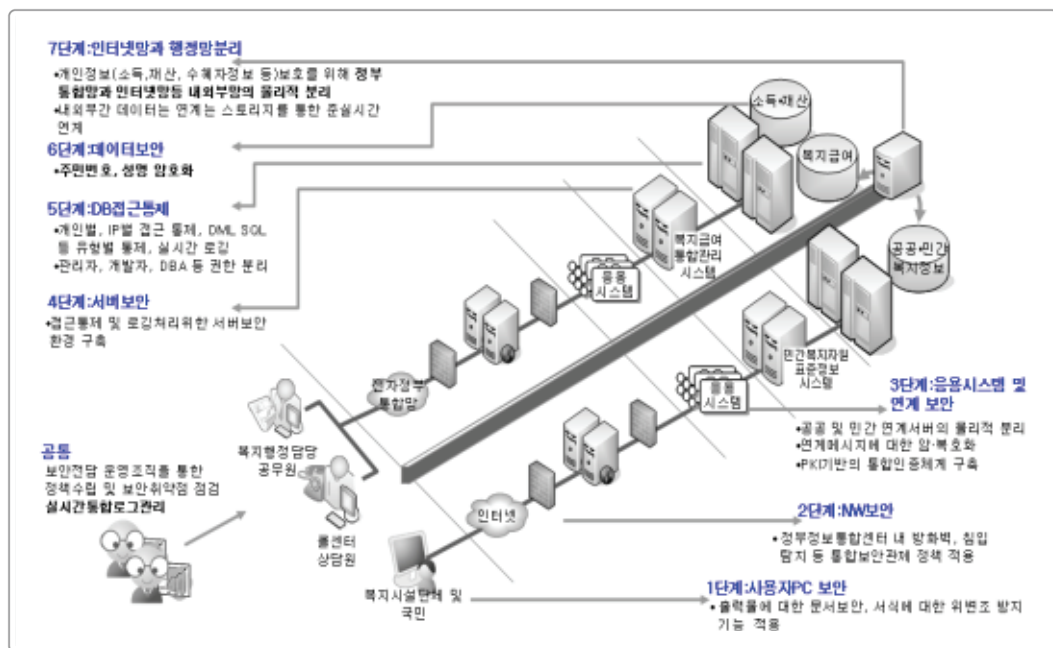 7단계:인터넷망과 행정망분리
•개인정보(소득,재산, 수혜자정보 등)보호를 위해 정부
통합망과 인터넷망등 내외부망의 물리적 분리
•내외부간 데이터는 연계는 스토리지를 통한 준실시간
연계
6단계:데이터보안
•주민번호, 성명 암호화
5단계:DB접근통제
•개인별, IP별 접근 통제, DML SQL
등 유형별 통제, 실시간 로깅
•관리자, 개발자, DBA 등 권한 분리
4단계:서버보안
•접근통제 및 로깅처리위한 서버보안
환경 구축
소득•재산
복지급여
복지급여
통합관리
시스템
응용
시스템
공공•민간
복지정보
민간복지자원
표준정보
시스템
응용
시스템
전자정부
통합망
복지행정담당
공무원
콜센터
상담원
인터넷
복지시설단체 및
국민
공통
보안전담 운영조직을 통한
정책수립 및 보안취약점 점검
실시간통합로그관리
3단계:응용시스템 및
연계 보안
•공공 및 민간 연계서버의 물리적 분리
•연계메시지에 대한 암·복호화
•PKI기반의 통합인증체계 구축
2단계:NW보안
•정부정보통합센터 내 방화벽, 침입
탐지 등 통합보안관제 정책 적용
1단계:사용자PC 보안
•출력물에 대한 문서보안, 서식에 대한 위변조 방지
기능 적용